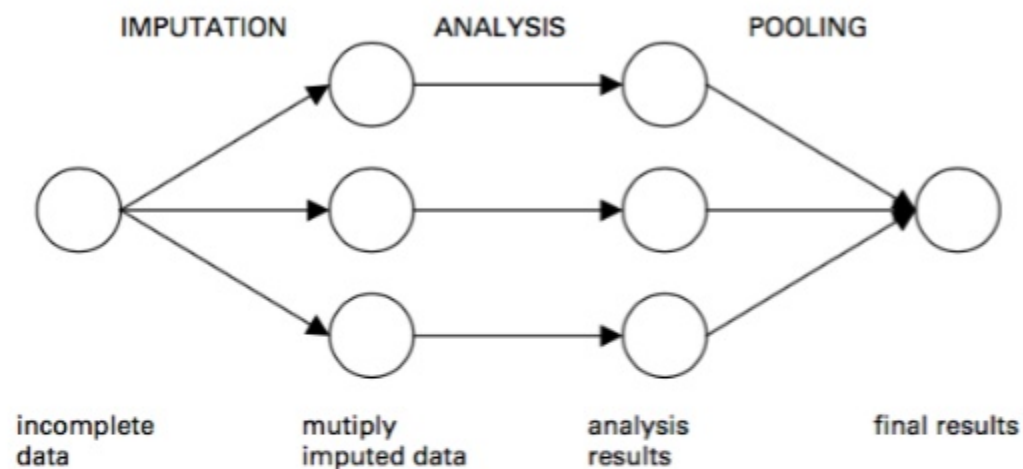 IMPUTATION ANALYSIS POOLING
incomplete data
mutiply imputed data
analysis results
final results